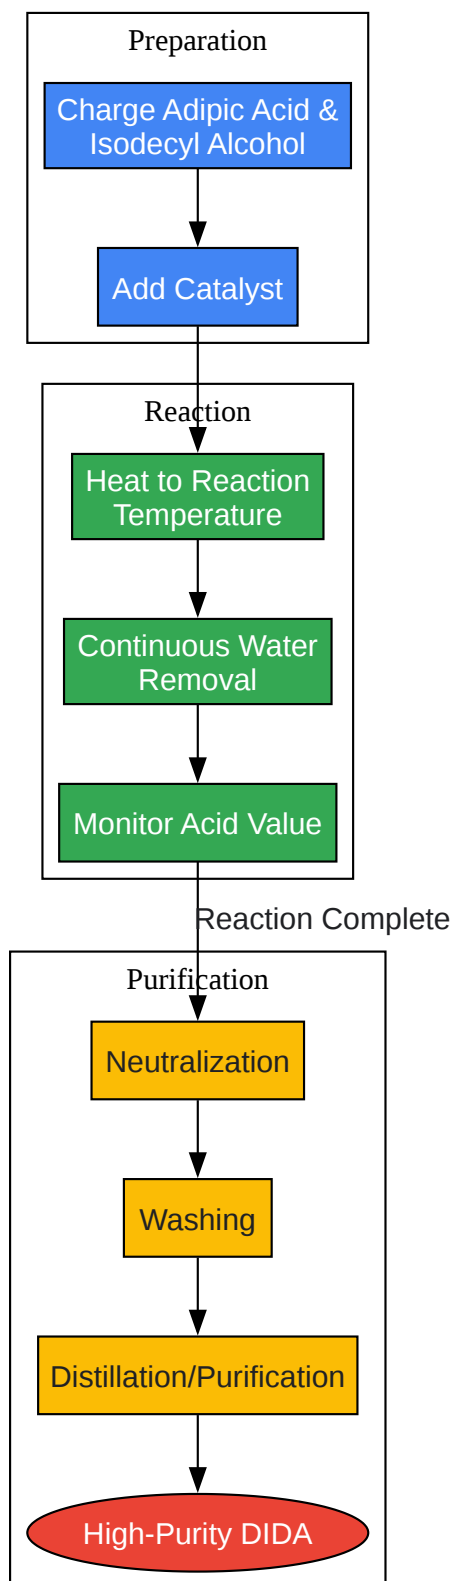 Preparation
Charge Adipic Acid &
Isodecyl Alcohol
Add Catalyst
Reaction
Heat to Reaction
Temperature
Continuous Water
Removal
Monitor Acid Value
Reaction Complete
Purification
Neutralization
Washing
Distillation/Purification
High-Purity DIDA